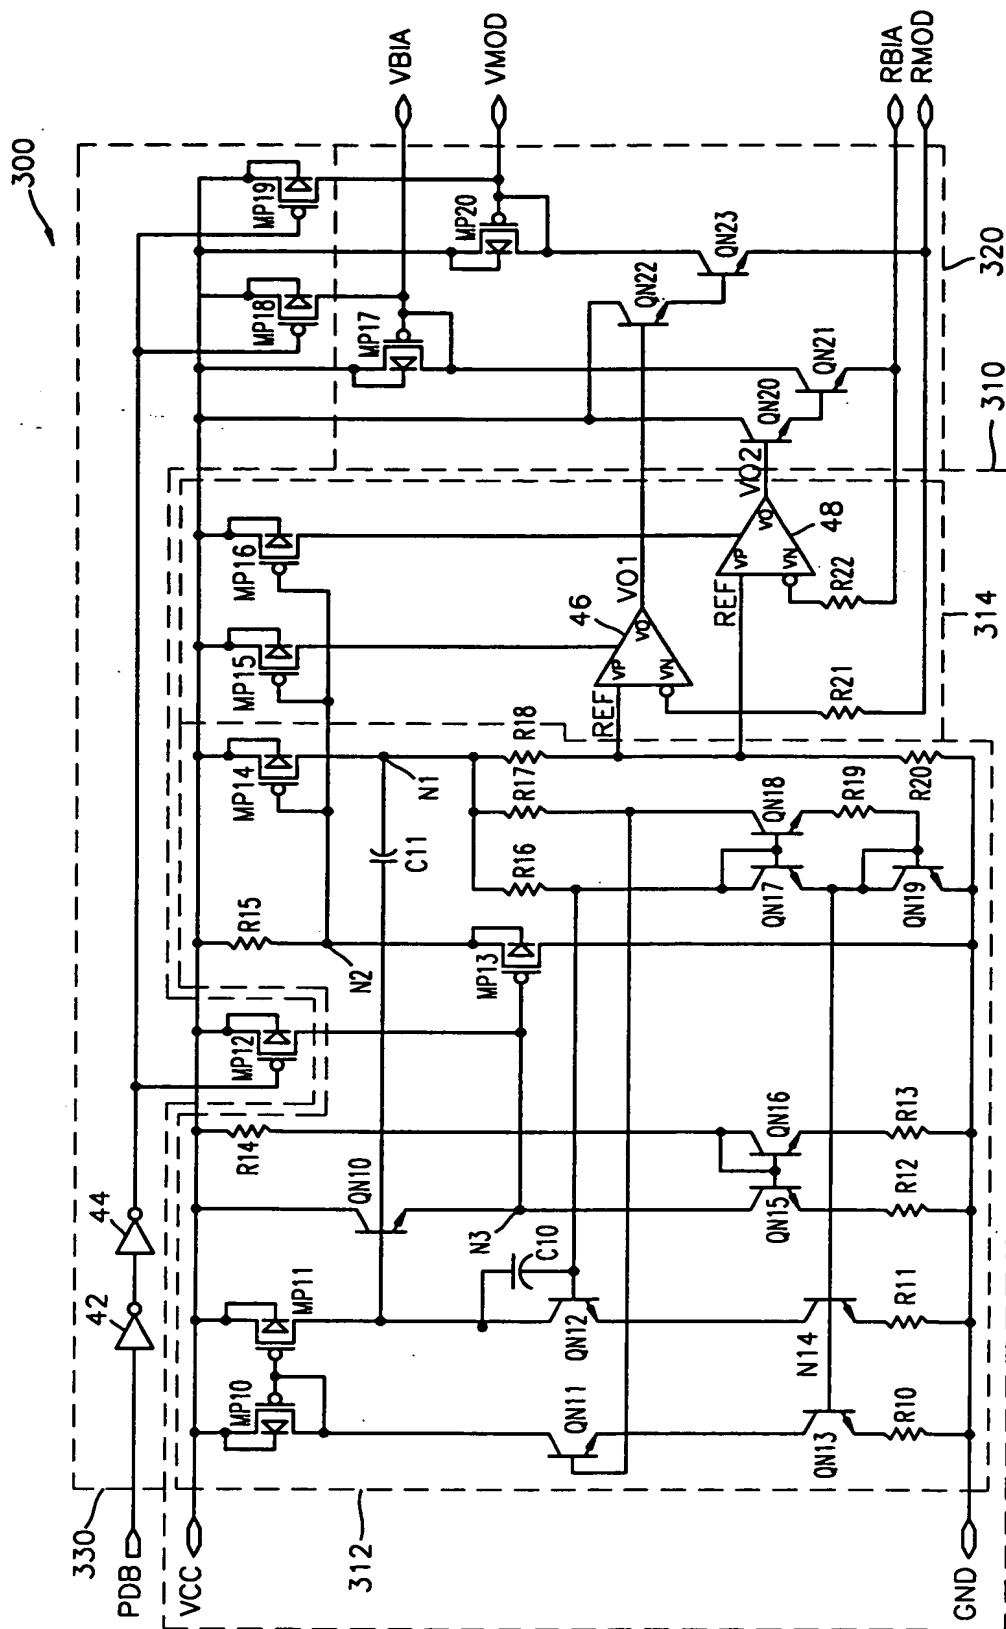 300
330
PDB
42
44
VCC
MP10
MP11
R14
MP12
R15
MP14
MP15
MP16
MP18
MP19
MP17
MP20
VBIA
VMOD
QN10
N2
C11
N1
N3
C10
MP13
R16
R17
R18
REF
46
VP
VN
VO
VO1
REF
VP
VN
VO
VO2
48
QN22
QN23
QN20
QN21
RBIA
RMOD
QN11
QN12
QN15
QN16
QN17
QN18
R19
QN19
R20
R21
R22
QN13
N14
R10
R11
R12
R13
GND
312
314
310
320